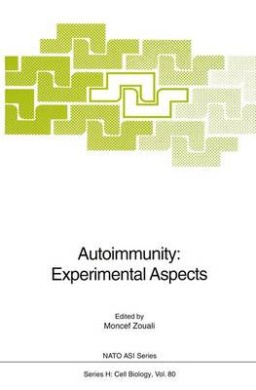 Autoimmunity:
Experimental Aspects
Edited by
Moncef Zouali
NATO ASI Series
Series H: Cell Biology, Vol. 80